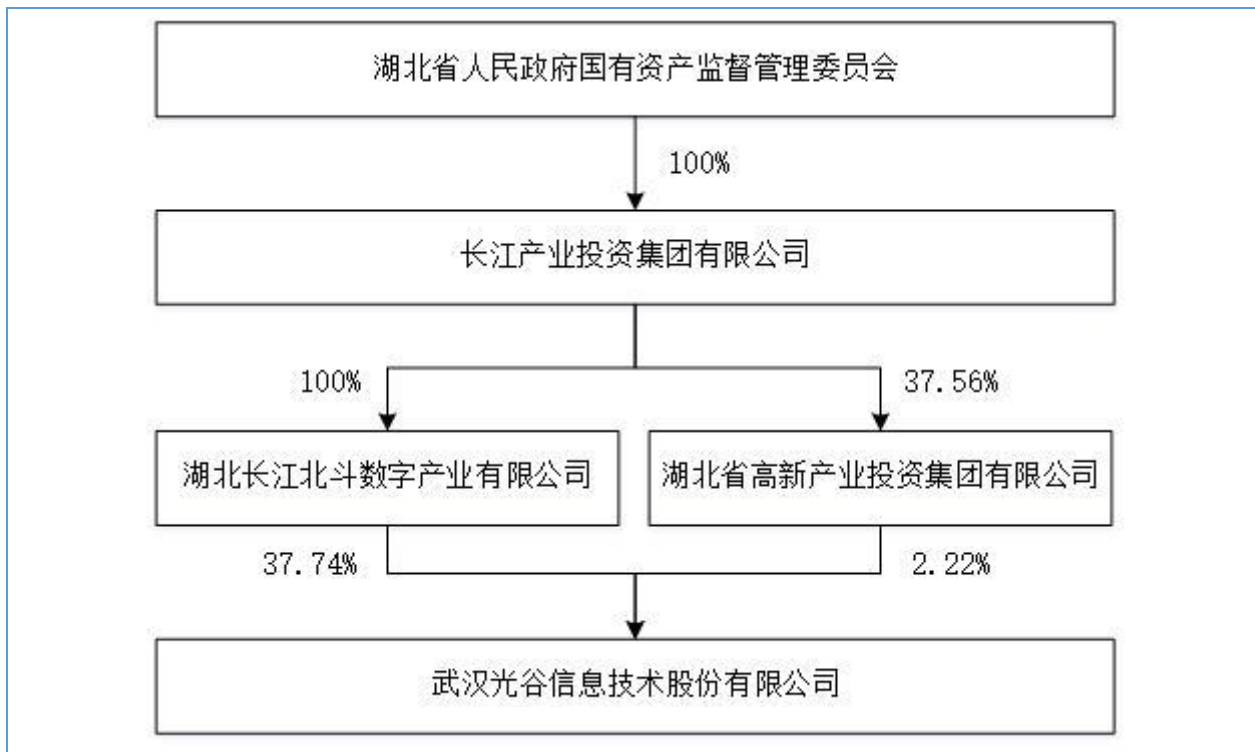 湖北省人民政府国有资产监督管理委员会
100%
长江产业投资集团有限公司
100%
37.56%
湖北长江北斗数字产业有限公司
湖北省高新产业投资集团有限公司
37.74%
2.22%
武汉光谷信息技术股份有限公司